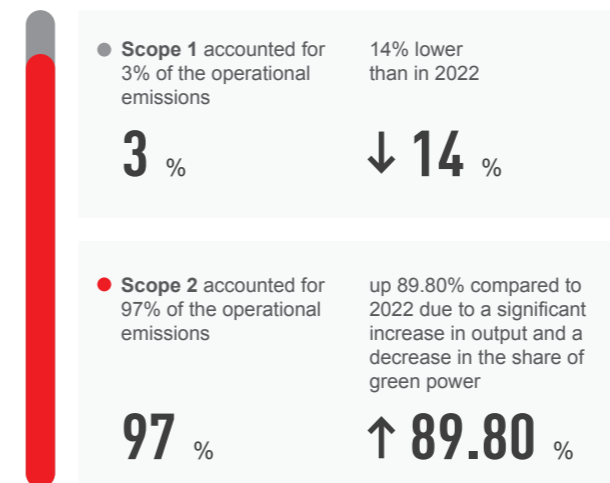 Scope 1 accounted for
3% of the operational
emissions
14% lower
than in 2022
3 %
↓ 14 %
Scope 2 accounted for
97% of the operational
emissions
up 89.80% compared to
2022 due to a significant
increase in output and a
decrease in the share of
green power
97 %
↑ 89.80 %